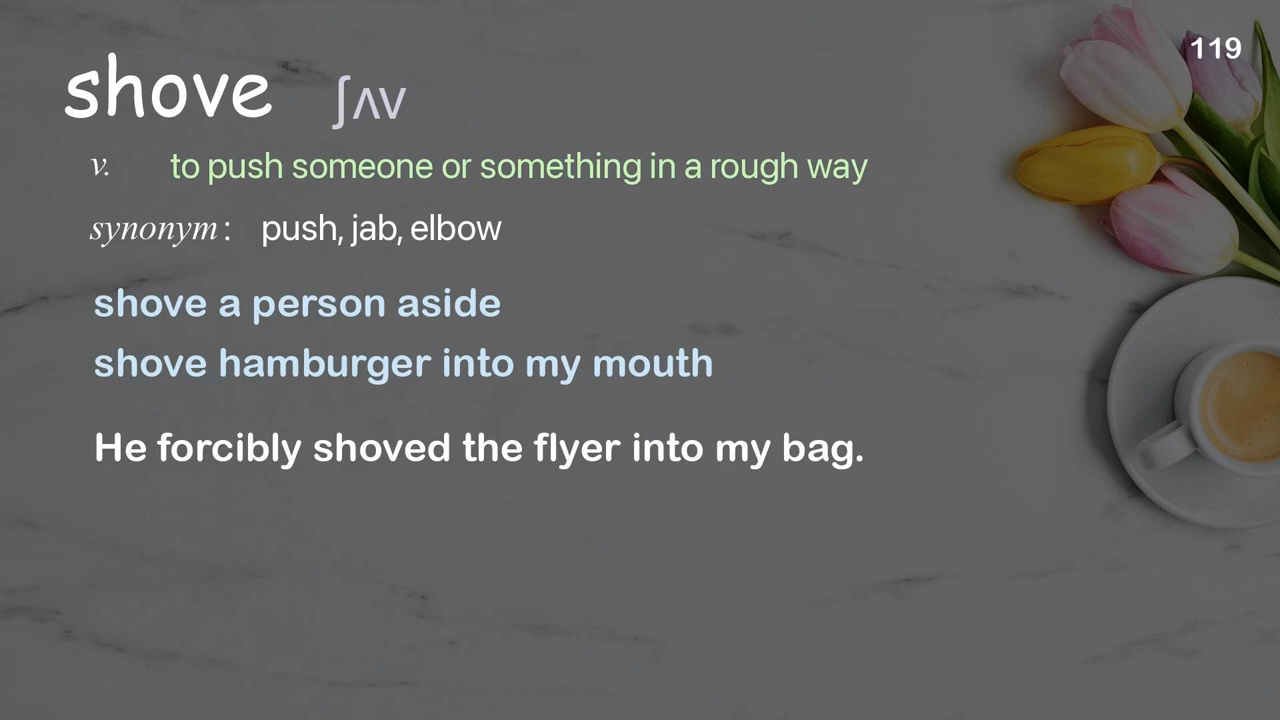 119
shove ʃʌv
v. to push someone or something in a rough way
synonym: push, jab, elbow
shove a person aside
shove hamburger into my mouth
He forcibly shoved the flyer into my bag.